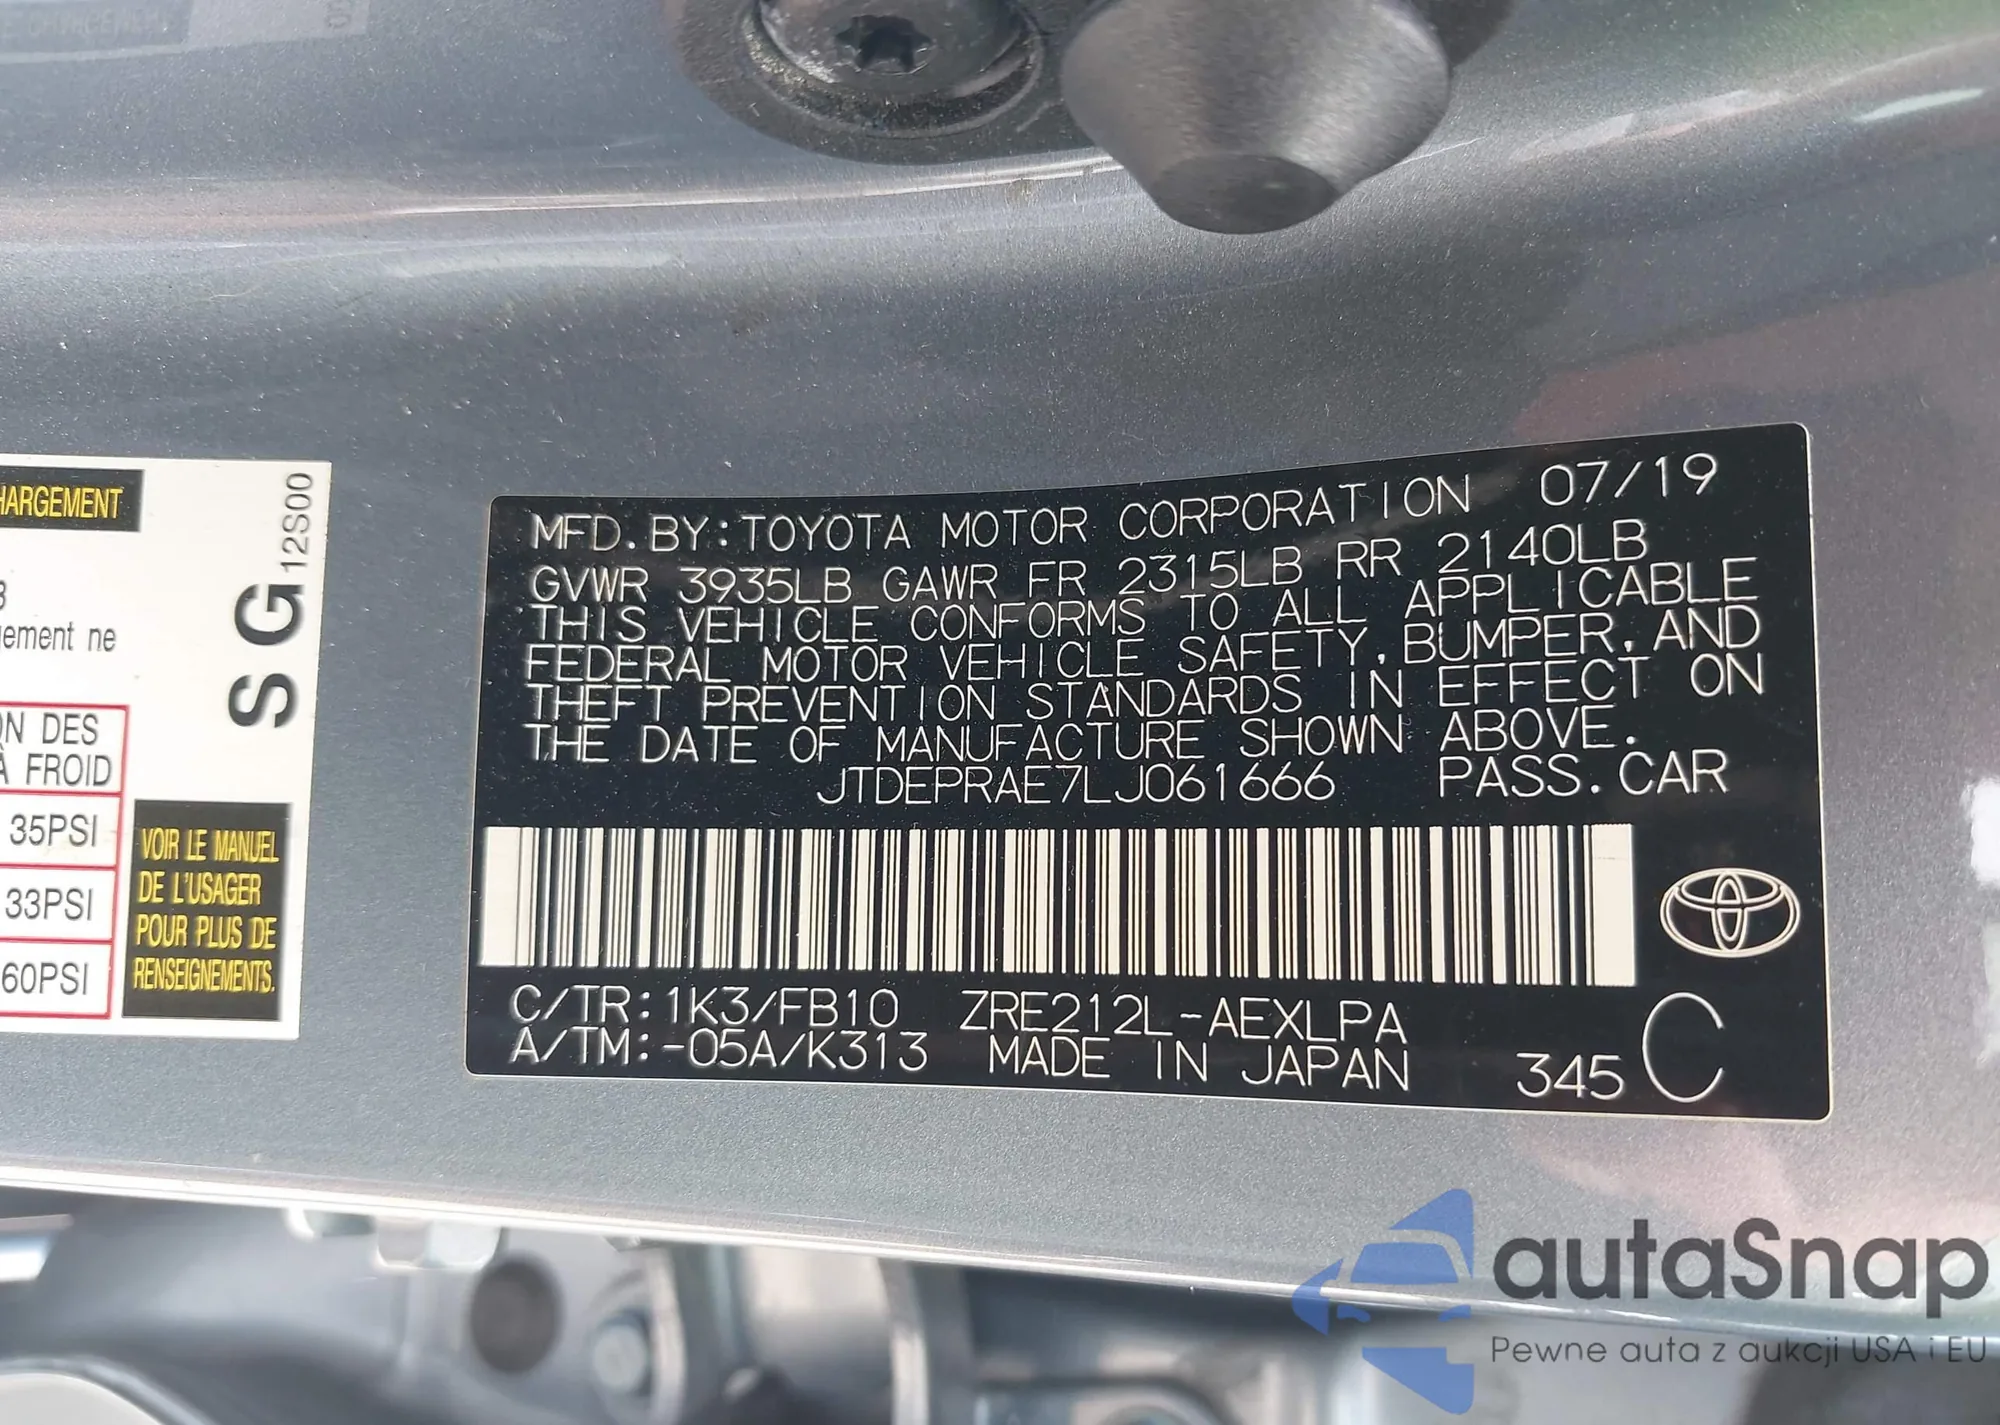 HARGEMENT
SG12S00
ement ne
ON DES
À FROID
35PSI
33PSI
60PSI
VOIR LE MANUEL
DE L'USAGER
POUR PLUS DE
RENSEIGNEMENTS.
MFD. BY: TOYOTA MOTOR CORPORATION 07/19
GVWR 3935LB GAWR FR 2315LB RR 2140LB
THIS VEHICLE CONFORMS TO ALL APPLICABLE
FEDERAL MOTOR VEHICLE SAFETY, BUMPER, AND
THEFT PREVENTION STANDARDS IN EFFECT ON
THE DATE OF MANUFACTURE SHOWN ABOVE.
JTDEPRAE7LJ061666 PASS. CAR
C/TR: 1K3/FB10 ZRE212L-AEXLPA
A/TM: -05A/K313 MADE IN JAPAN 345 C
autaSnap
Pewne auta z aukcji USA i EU